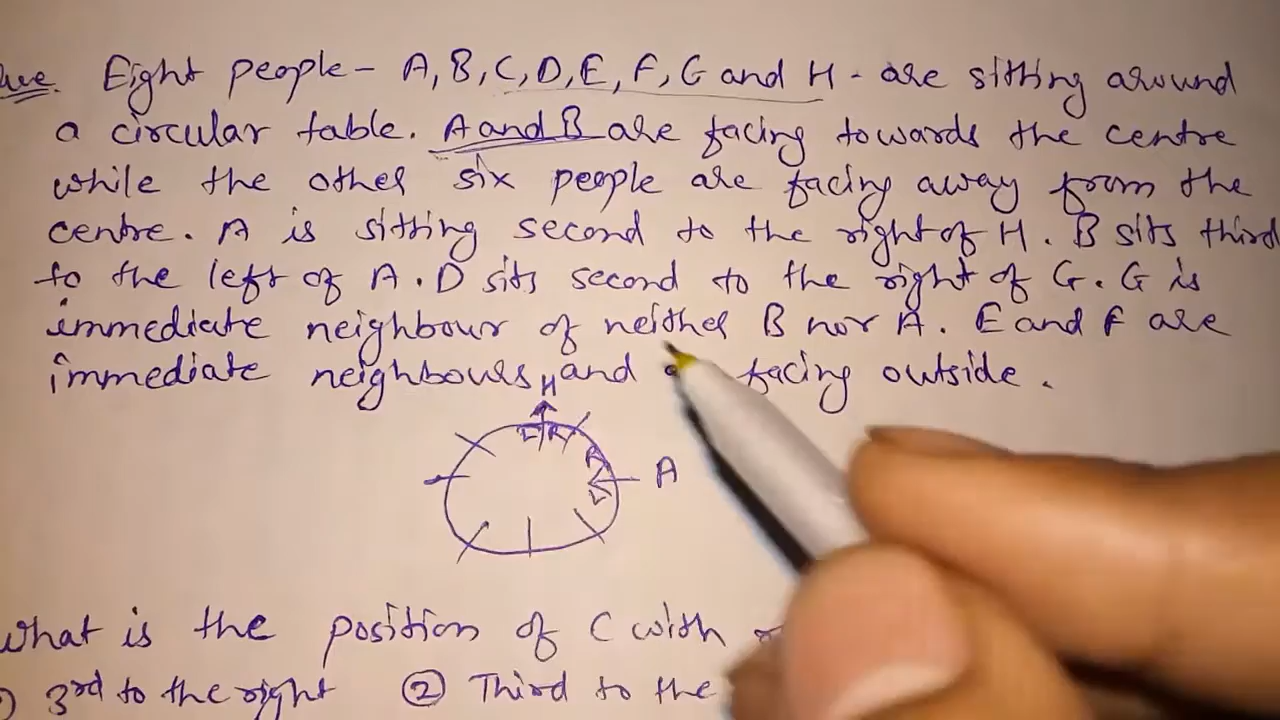 Que. Eight people - A, B, C, D, E, F, G and H - are sitting around
a circular table. A and B are facing towards the centre
while the other six people are facing away from the
centre. A is sitting second to the right of H. B sits third
to the left of A. D sits second to the right of G. G is
immediate neighbour of neither B nor A. E and F are
immediate neighbours, and facing outside.
H
L R
R
A
L
What is the position of C with
3rd to the right ② Third to the